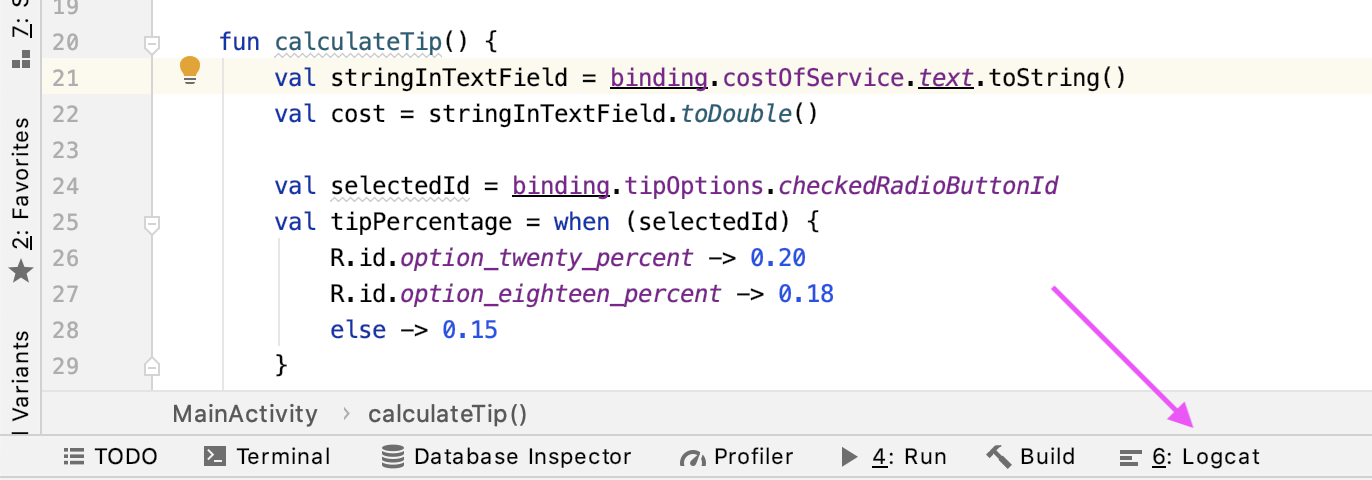 19
20 fun calculateTip() {
21 val stringInTextField = binding.costOfService.text.toString()
22 val cost = stringInTextField.toDouble()
23
24 val selectedId = binding.tipOptions.checkedRadioButtonId
25 val tipPercentage = when (selectedId) {
26 R.id.option_twenty_percent -> 0.20
27 R.id.option_eighteen_percent -> 0.18
28 else -> 0.15
29 }
7: S
2: Favorites
Variants
MainActivity › calculateTip()
TODO Terminal Database Inspector Profiler 4: Run Build 6: Logcat